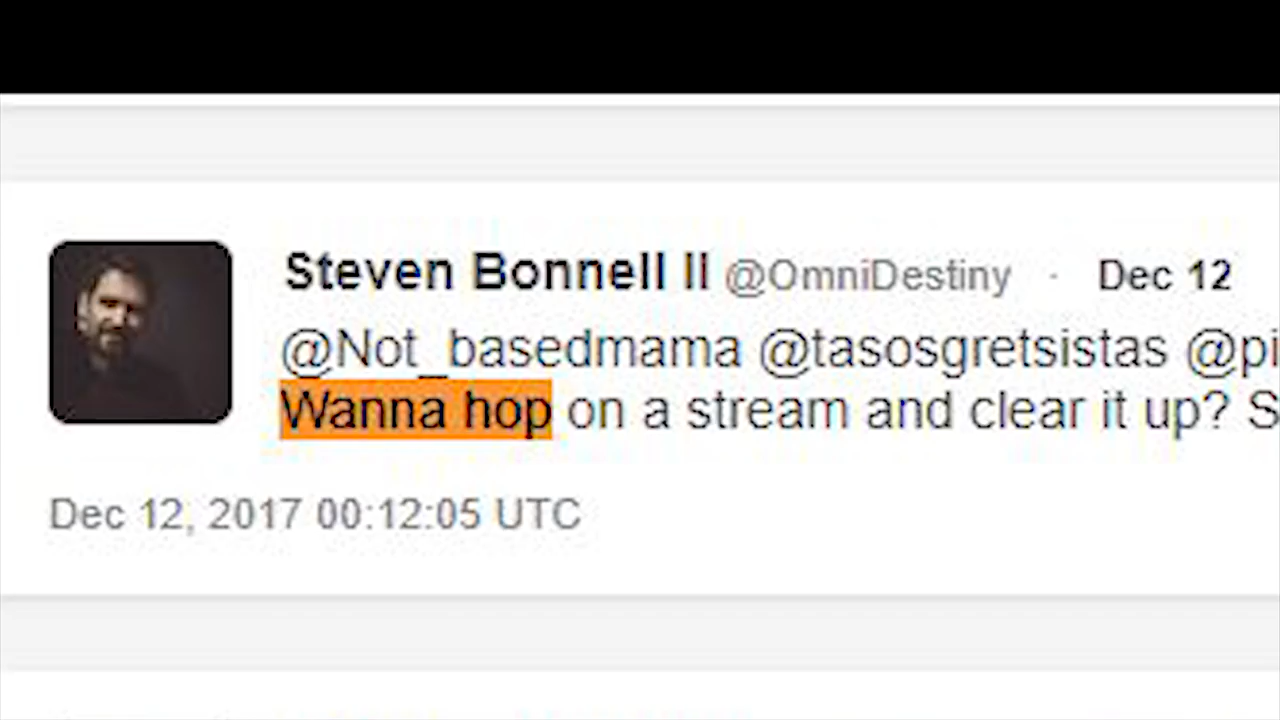 Steven Bonnell II @OmniDestiny · Dec 12
@Not_basedmama @tasosgretsistas @pi
Wanna hop on a stream and clear it up? S
Dec 12, 2017 00:12:05 UTC